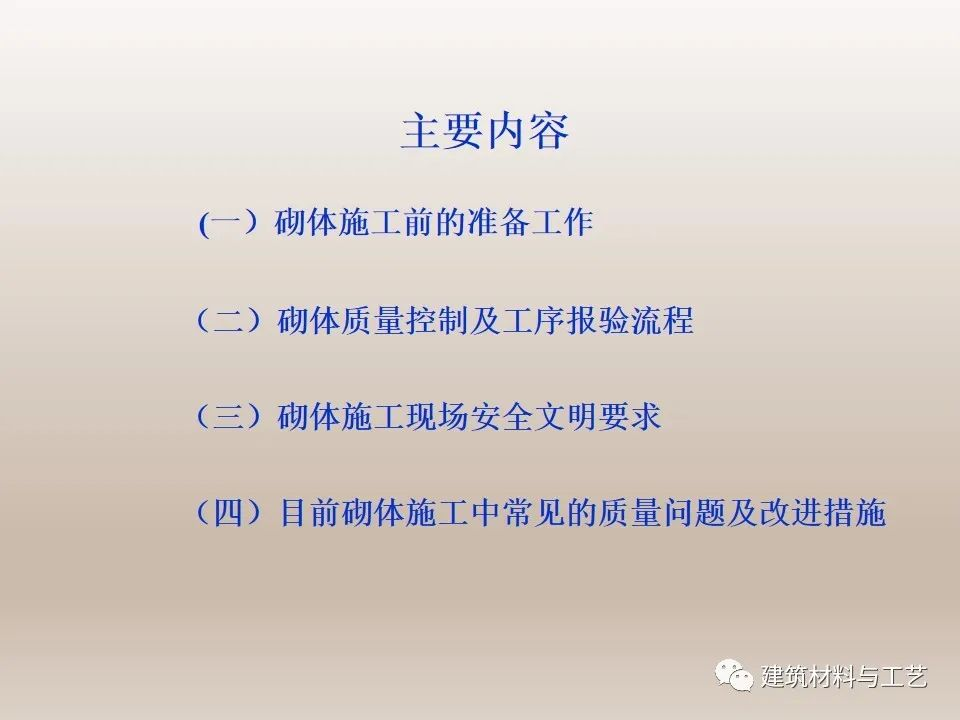 主要内容
(一）砌体施工前的准备工作
（二）砌体质量控制及工序报验流程
（三）砌体施工现场安全文明要求
（四）目前砌体施工中常见的质量问题及改进措施
建筑材料与工艺